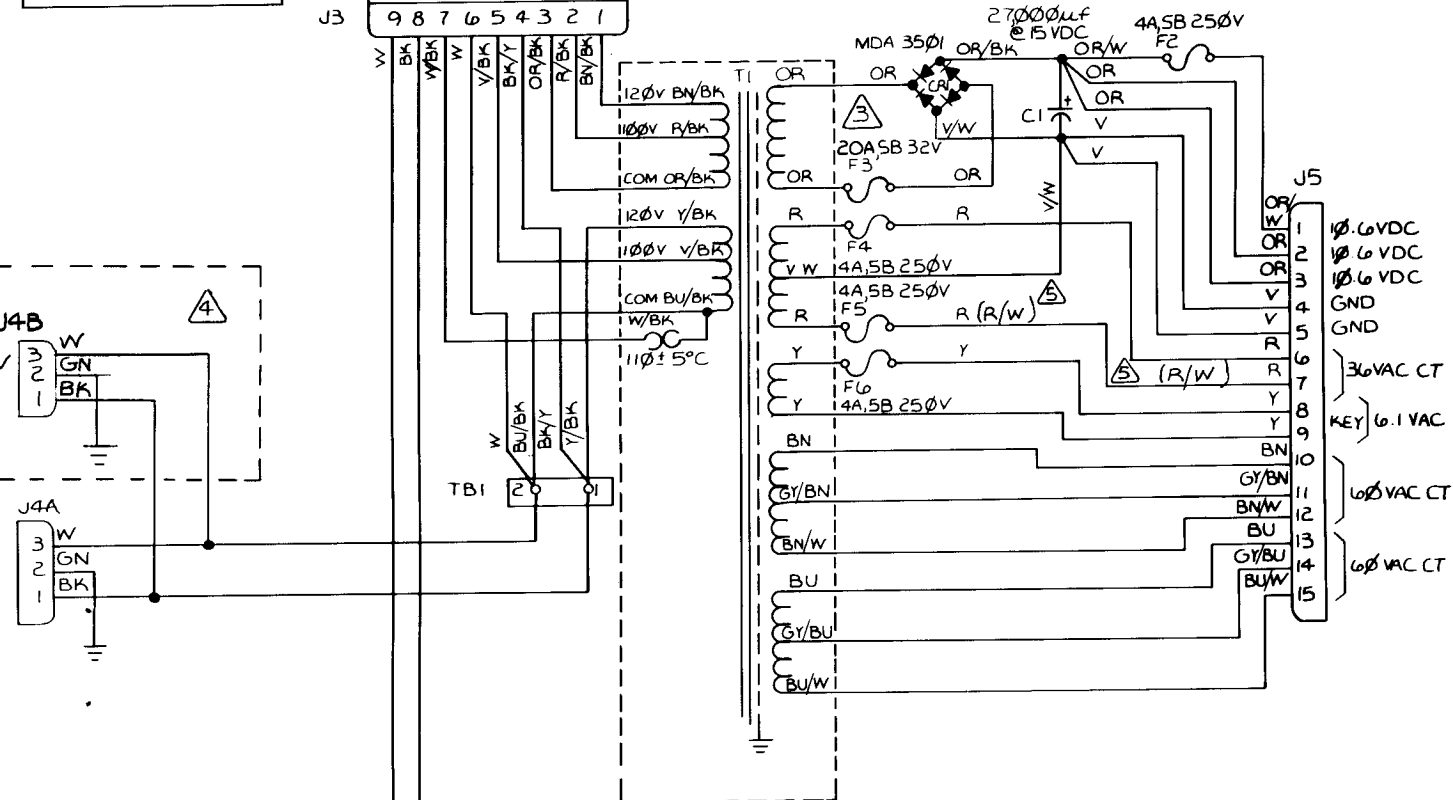 J3 9 8 7 6 5 4 3 2 1
W BK W/BK W V/BK BK/Y OR/BK R/BK BN/BK
27,000µf
@ 15 VDC
4A,SB 250V
F2
MDA 3501
OR/BK
OR/W
OR
OR
V
V
T1
OR
OR
CR1
C1 +
3
V/W
20A,SB 32V
F3
OR
OR
V/W
120V BN/BK
100V R/BK
COM OR/BK
120V Y/BK
100V V/BK
COM BU/BK
W/BK
110±5°C
R
R
F4
V W
4A,SB 250V
4A,SB 250V
5
F5
R
R (R/W)
Y
Y
F6
Y
4A,SB 250V
5
(R/W)
BN
GY/BN
BN/W
BU
GY/BU
BU/W
J5
OR/W 1 10.6 VDC
OR 2 10.6 VDC
OR 3 10.6 VDC
V 4 GND
V 5 GND
R 6
R 7
36VAC CT
Y 8
Y 9
KEY 6.1 VAC
BN 10
GY/BN 11
BN/W 12
60VAC CT
BU 13
GY/BU 14
BU/W 15
60VAC CT
4
J4B
3 W
2 GN
1 BK
W BU/BK BK/Y Y/BK
TB1 2 1
J4A
3 W
2 GN
1 BK